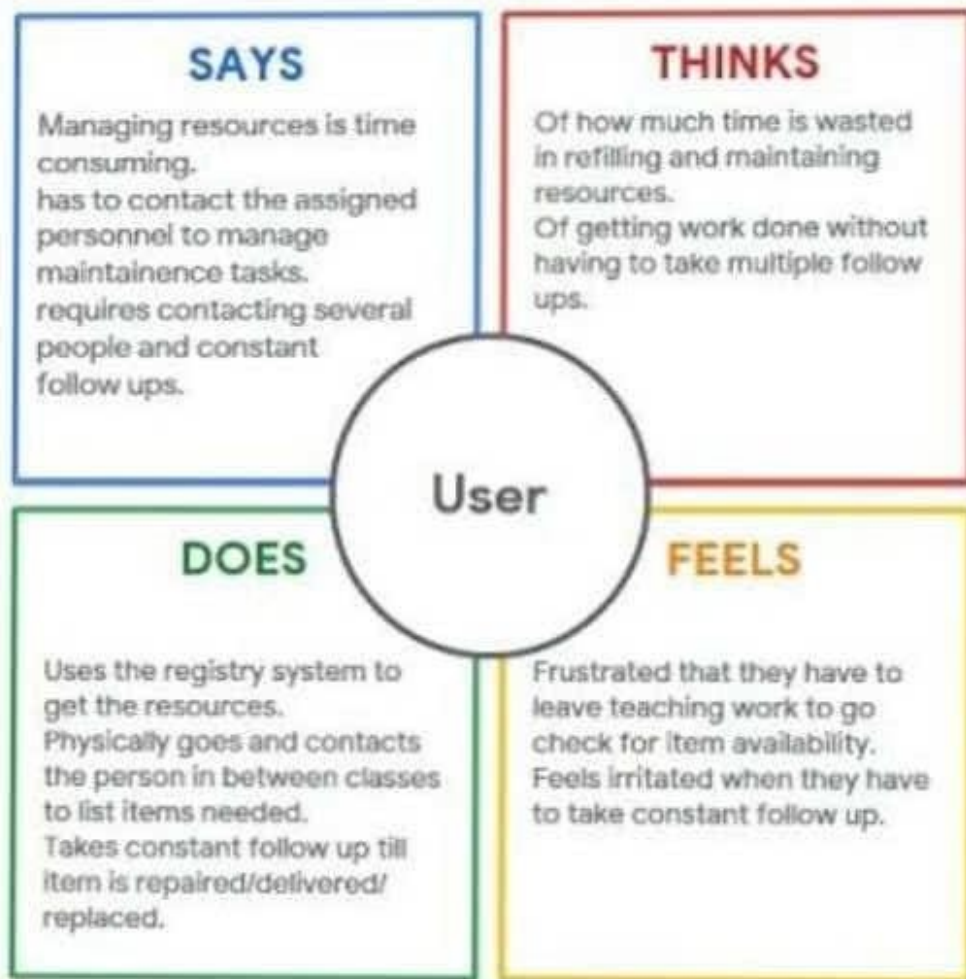 SAYS
Managing resources is time
consuming.
has to contact the assigned
personnel to manage
maintainence tasks.
requires contacting several
people and constant
follow ups.
THINKS
Of how much time is wasted
in refilling and maintaining
resources.
Of getting work done without
having to take multiple follow
ups.
User
DOES
Uses the registry system to
get the resources.
Physically goes and contacts
the person in between classes
to list items needed.
Takes constant follow up till
item is repaired/delivered/
replaced.
FEELS
Frustrated that they have to
leave teaching work to go
check for item availability.
Feels irritated when they have
to take constant follow up.